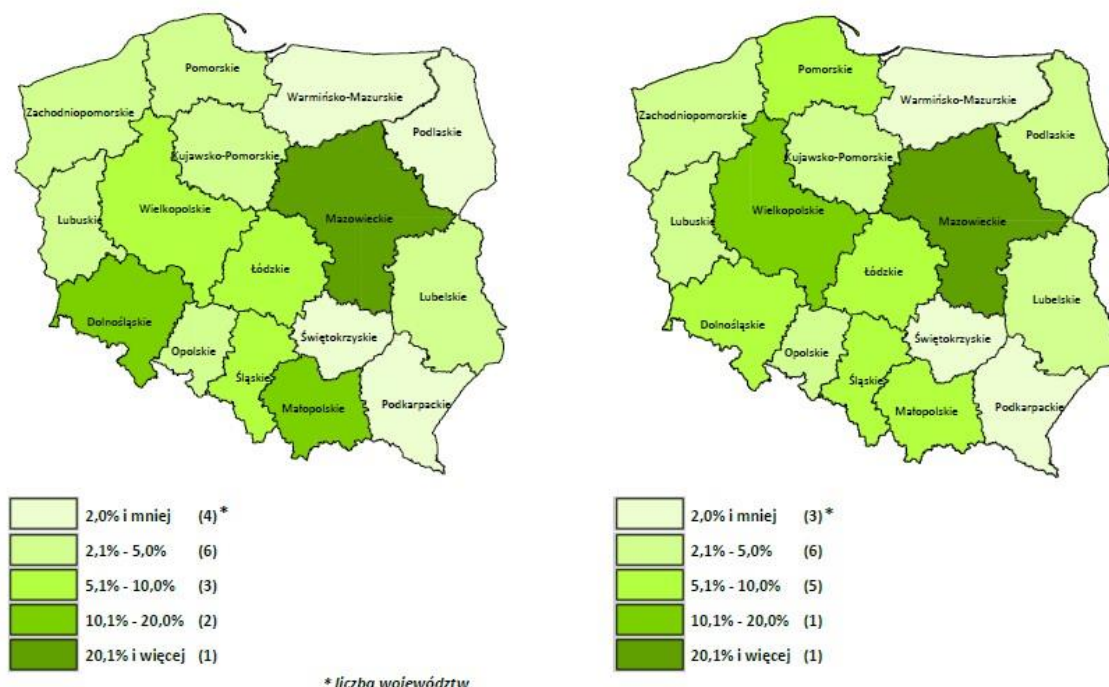 Pomorskie
Zachodniopomorskie
Warmińsko-Mazurskie
Podlaskie
Kujawsko-Pomorskie
Lubuskie
Wielkopolskie
Mazowieckie
Łódzkie
Lubelskie
Dolnośląskie
Opolskie
Świętokrzyskie
Śląskie
Małopolskie
Podkarpackie
2,0% i mniej (4) *
2,1% - 5,0% (6)
5,1% - 10,0% (3)
10,1% - 20,0% (2)
20,1% i więcej (1)
* liczba województw
Pomorskie
Zachodniopomorskie
Warmińsko-Mazurskie
Podlaskie
Kujawsko-Pomorskie
Lubuskie
Wielkopolskie
Mazowieckie
Łódzkie
Lubelskie
Dolnośląskie
Opolskie
Świętokrzyskie
Śląskie
Małopolskie
Podkarpackie
2,0% i mniej (3) *
2,1% - 5,0% (6)
5,1% - 10,0% (5)
10,1% - 20,0% (1)
20,1% i więcej (1)